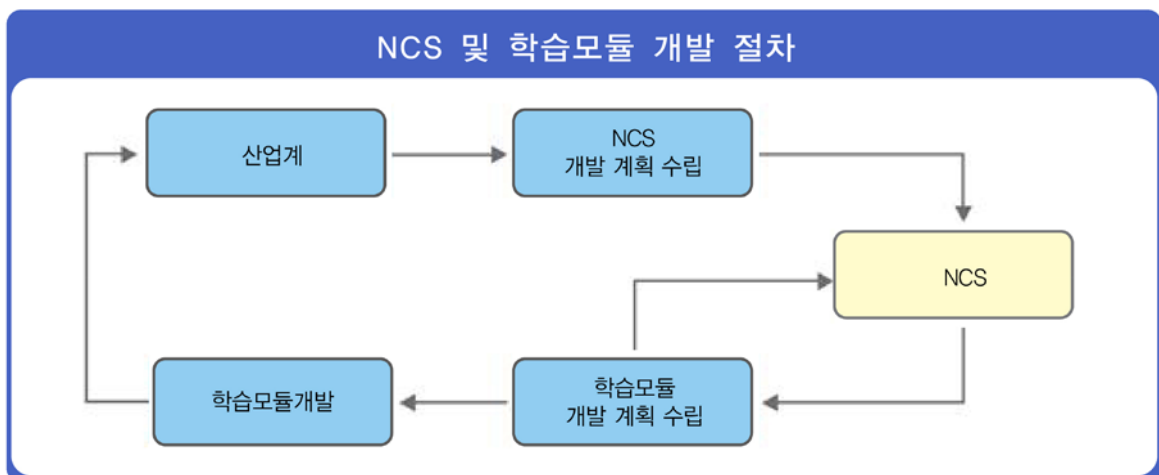 NCS 및 학습모듈 개발 절차
산업계
NCS
개발 계획 수립
NCS
학습모듈개발
학습모듈
개발 계획 수립